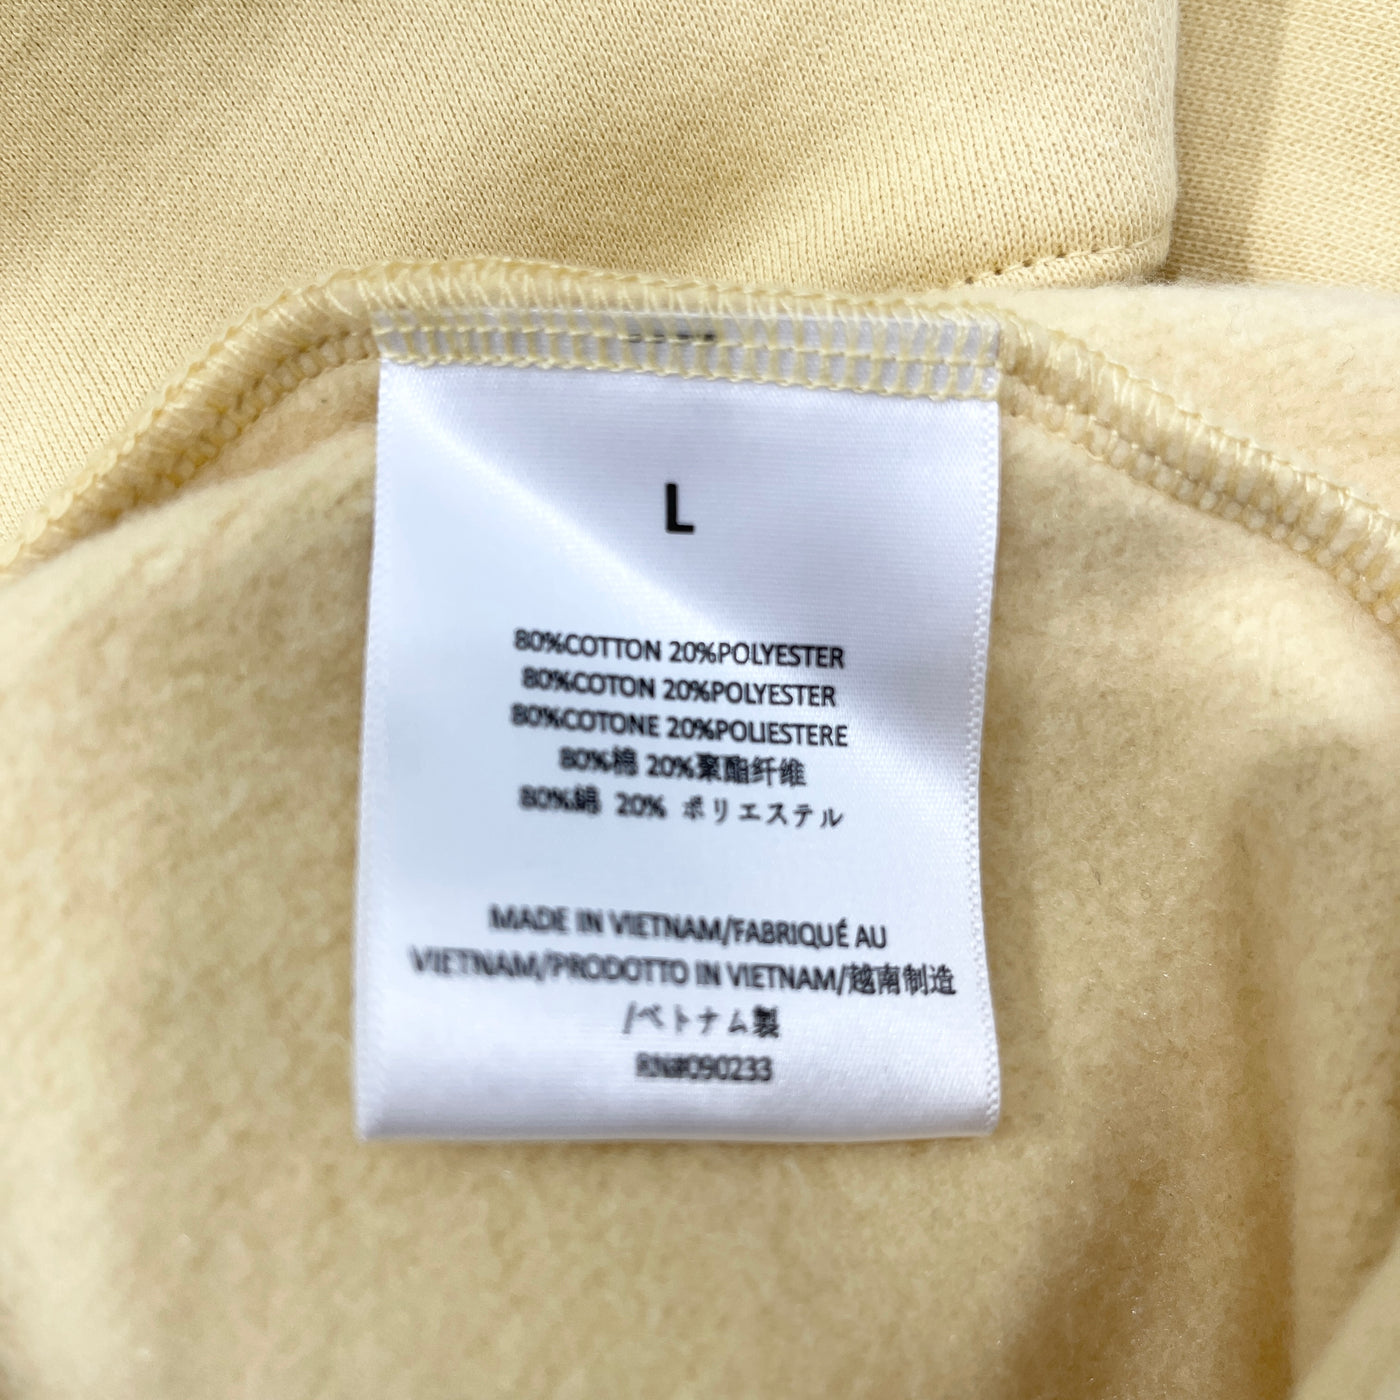 L
80%COTTON 20%POLYESTER
80%COTON 20%POLYESTER
80%COTONE 20%POLIESTERE
80%棉 20%聚酯纤维
80%綿 20% ポリエステル
MADE IN VIETNAM/FABRIQUÉ AU
VIETNAM/PRODOTTO IN VIETNAM/越南制造
/ベトナム製
RN#090233